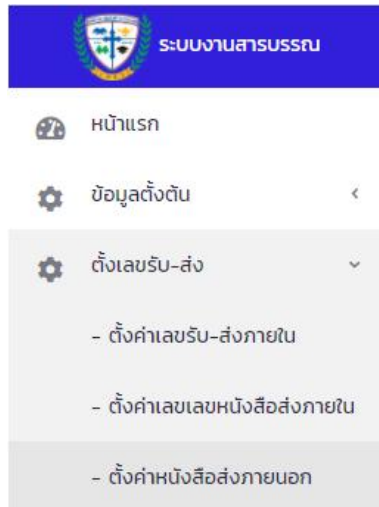 ระบบงานสารบรรณ
หน้าแรก
ข้อมูลตั้งต้น
ตั้งเลขรับ-ส่ง
- ตั้งค่าเลขรับ-ส่งภายใน
- ตั้งค่าเลขเลขหนังสือส่งภายใน
- ตั้งค่าหนังสือส่งภายนอก